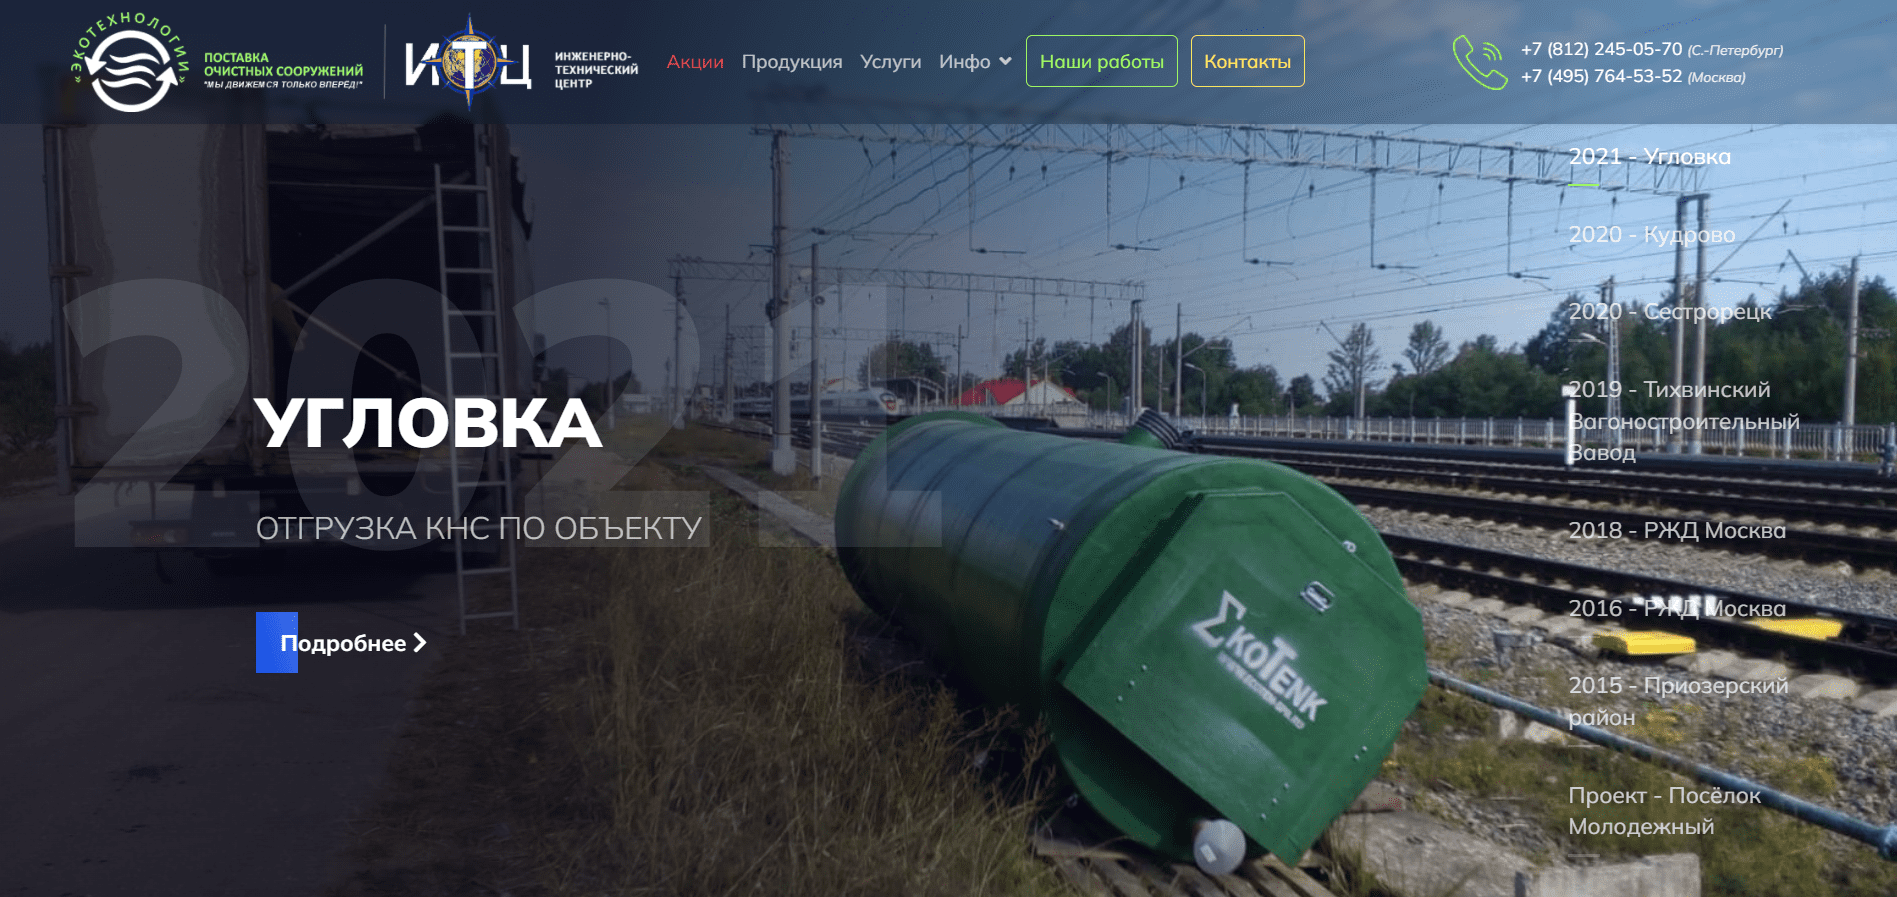 «ЭКОТЕХНОЛОГИИ»
ПОСТАВКА
ОЧИСТНЫХ СООРУЖЕНИЙ
"МЫ ДВИЖЕМСЯ ТОЛЬКО ВПЕРЁД!"
ИТЦ
ИНЖЕНЕРНО-
ТЕХНИЧЕСКИЙ
ЦЕНТР
Акции Продукция Услуги Инфо Наши работы Контакты
+7 (812) 245-05-70 (С.-Петербург)
+7 (495) 764-53-52 (Москва)
2021
УГЛОВКА
ОТГРУЗКА КНС ПО ОБЪЕКТУ
Подробнее
ΣКОTENK
2021 - Угловка
2020 - Кудрово
2020 - Сестрорецк
2019 - Тихвинский
Вагоностроительный
Завод
2018 - РЖД Москва
2016 - РЖД Москва
2015 - Приозерский
район
Проект - Посёлок
Молодежный